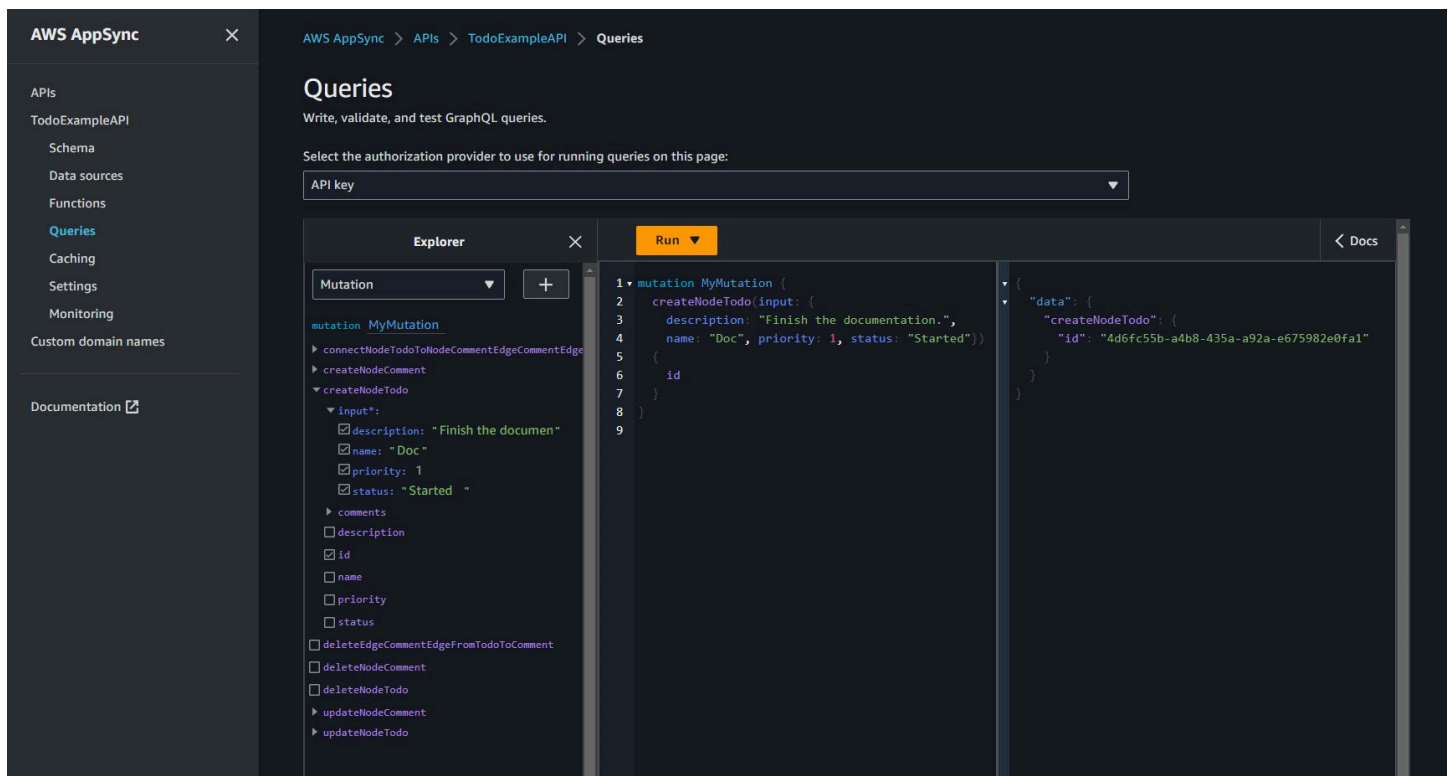 AWS AppSync
APIs
TodoExampleAPI
Schema
Data sources
Functions
Queries
Caching
Settings
Monitoring
Custom domain names
Documentation
AWS AppSync > APIs > TodoExampleAPI > Queries
Queries
Write, validate, and test GraphQL queries.
Select the authorization provider to use for running queries on this page:
API key
Explorer
Mutation
+
mutation MyMutation
connectNodeTodoToNodeCommentEdgeCommentEdge
createNodeComment
createNodeTodo
input*:
description: "Finish the documen"
name: "Doc"
priority: 1
status: "Started "
comments
description
id
name
priority
status
deleteEdgeCommentEdgeFromTodoToComment
deleteNodeComment
deleteNodeTodo
updateNodeComment
updateNodeTodo
Run
< Docs
1 mutation MyMutation {
2 createNodeTodo(input: {
3 description: "Finish the documentation.",
4 name: "Doc", priority: 1, status: "Started"})
5 {
6 id
7 }
8 }
9
{
"data": {
"createNodeTodo": {
"id": "4d6fc55b-a4b8-435a-a92a-e675982e0fa1"
}
}
}